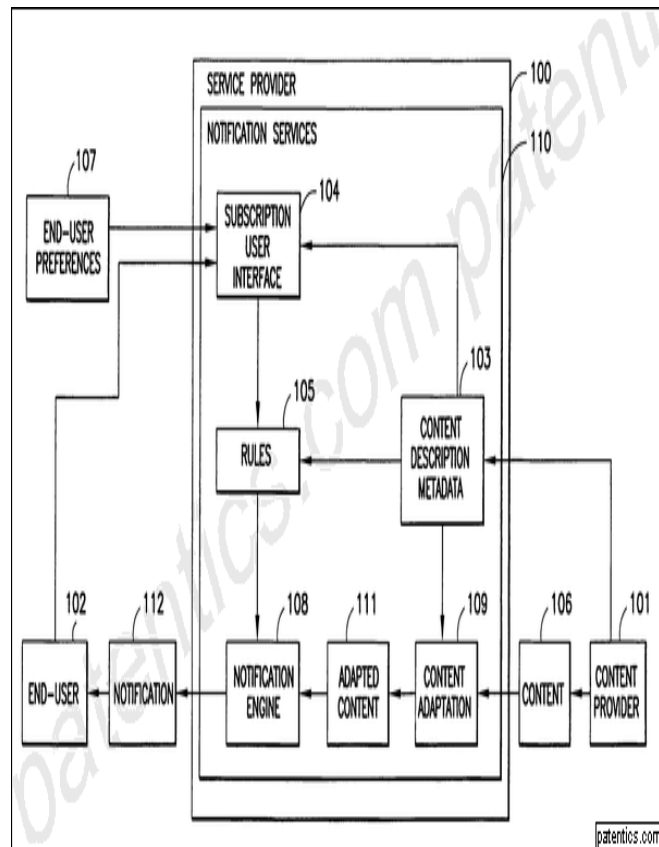 SERVICE PROVIDER
100
NOTIFICATION SERVICES
110
107
END-USER
PREFERENCES
104
SUBSCRIPTION
USER
INTERFACE
103
CONTENT
DESCRIPTION
METADATA
105
RULES
102
END-USER
112
NOTIFICATION
108
NOTIFICATION
ENGINE
111
ADAPTED
CONTENT
109
CONTENT
ADAPTATION
106
CONTENT
101
CONTENT
PROVIDER
patentics.com patenti
patentics.com